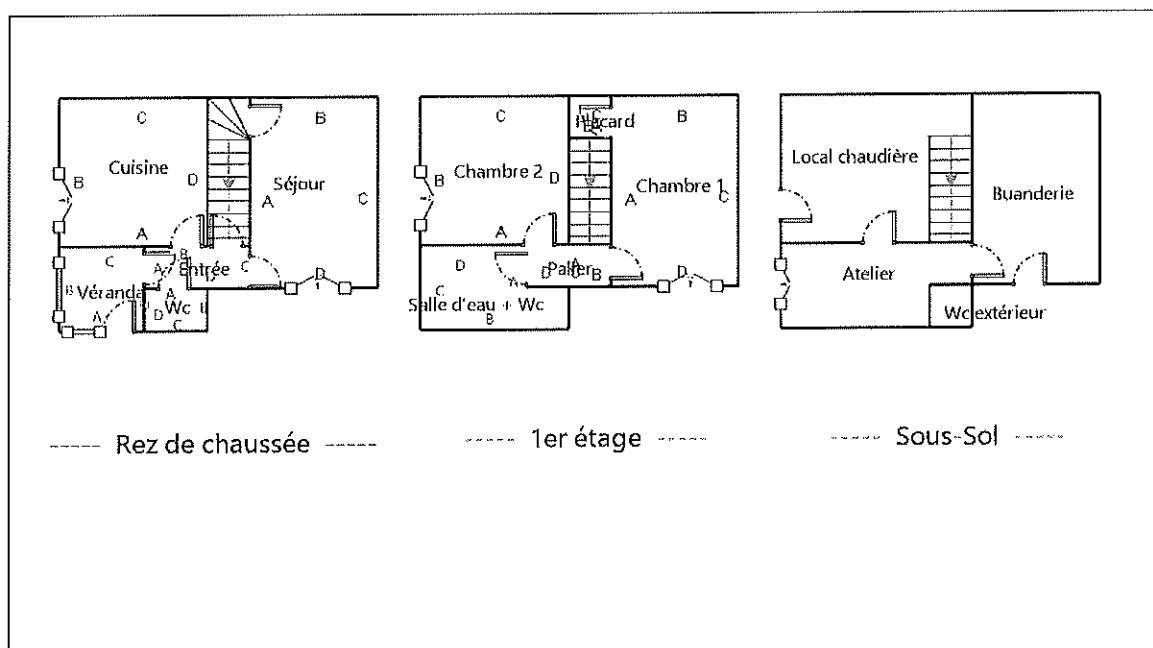 C
B
Cuisine
B
D
Séjour
A
C
A
C
B
Entrée
C
A
B
Véranda
A
D
A
Wc
D
C
C
B
Placard
B
Chambre 2
D
Chambre 1
A
C
A
D
Palier
A
D
B
D
C
A
Salle d'eau + Wc
B
Local chaudière
Buanderie
Atelier
Wc extérieur
----- Rez de chaussée -----
----- 1er étage -----
----- Sous-Sol -----